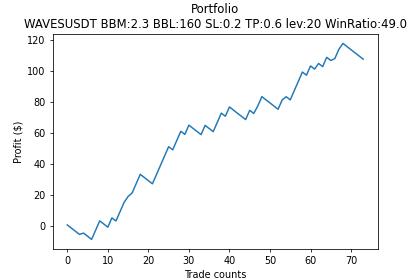 Portfolio
WAVESUSDT BBM:2.3 BBL:160 SL:0.2 TP:0.6 lev:20 WinRatio:49.0
120
100
80
60
40
20
0
Profit ($)
0 10 20 30 40 50 60 70
Trade counts